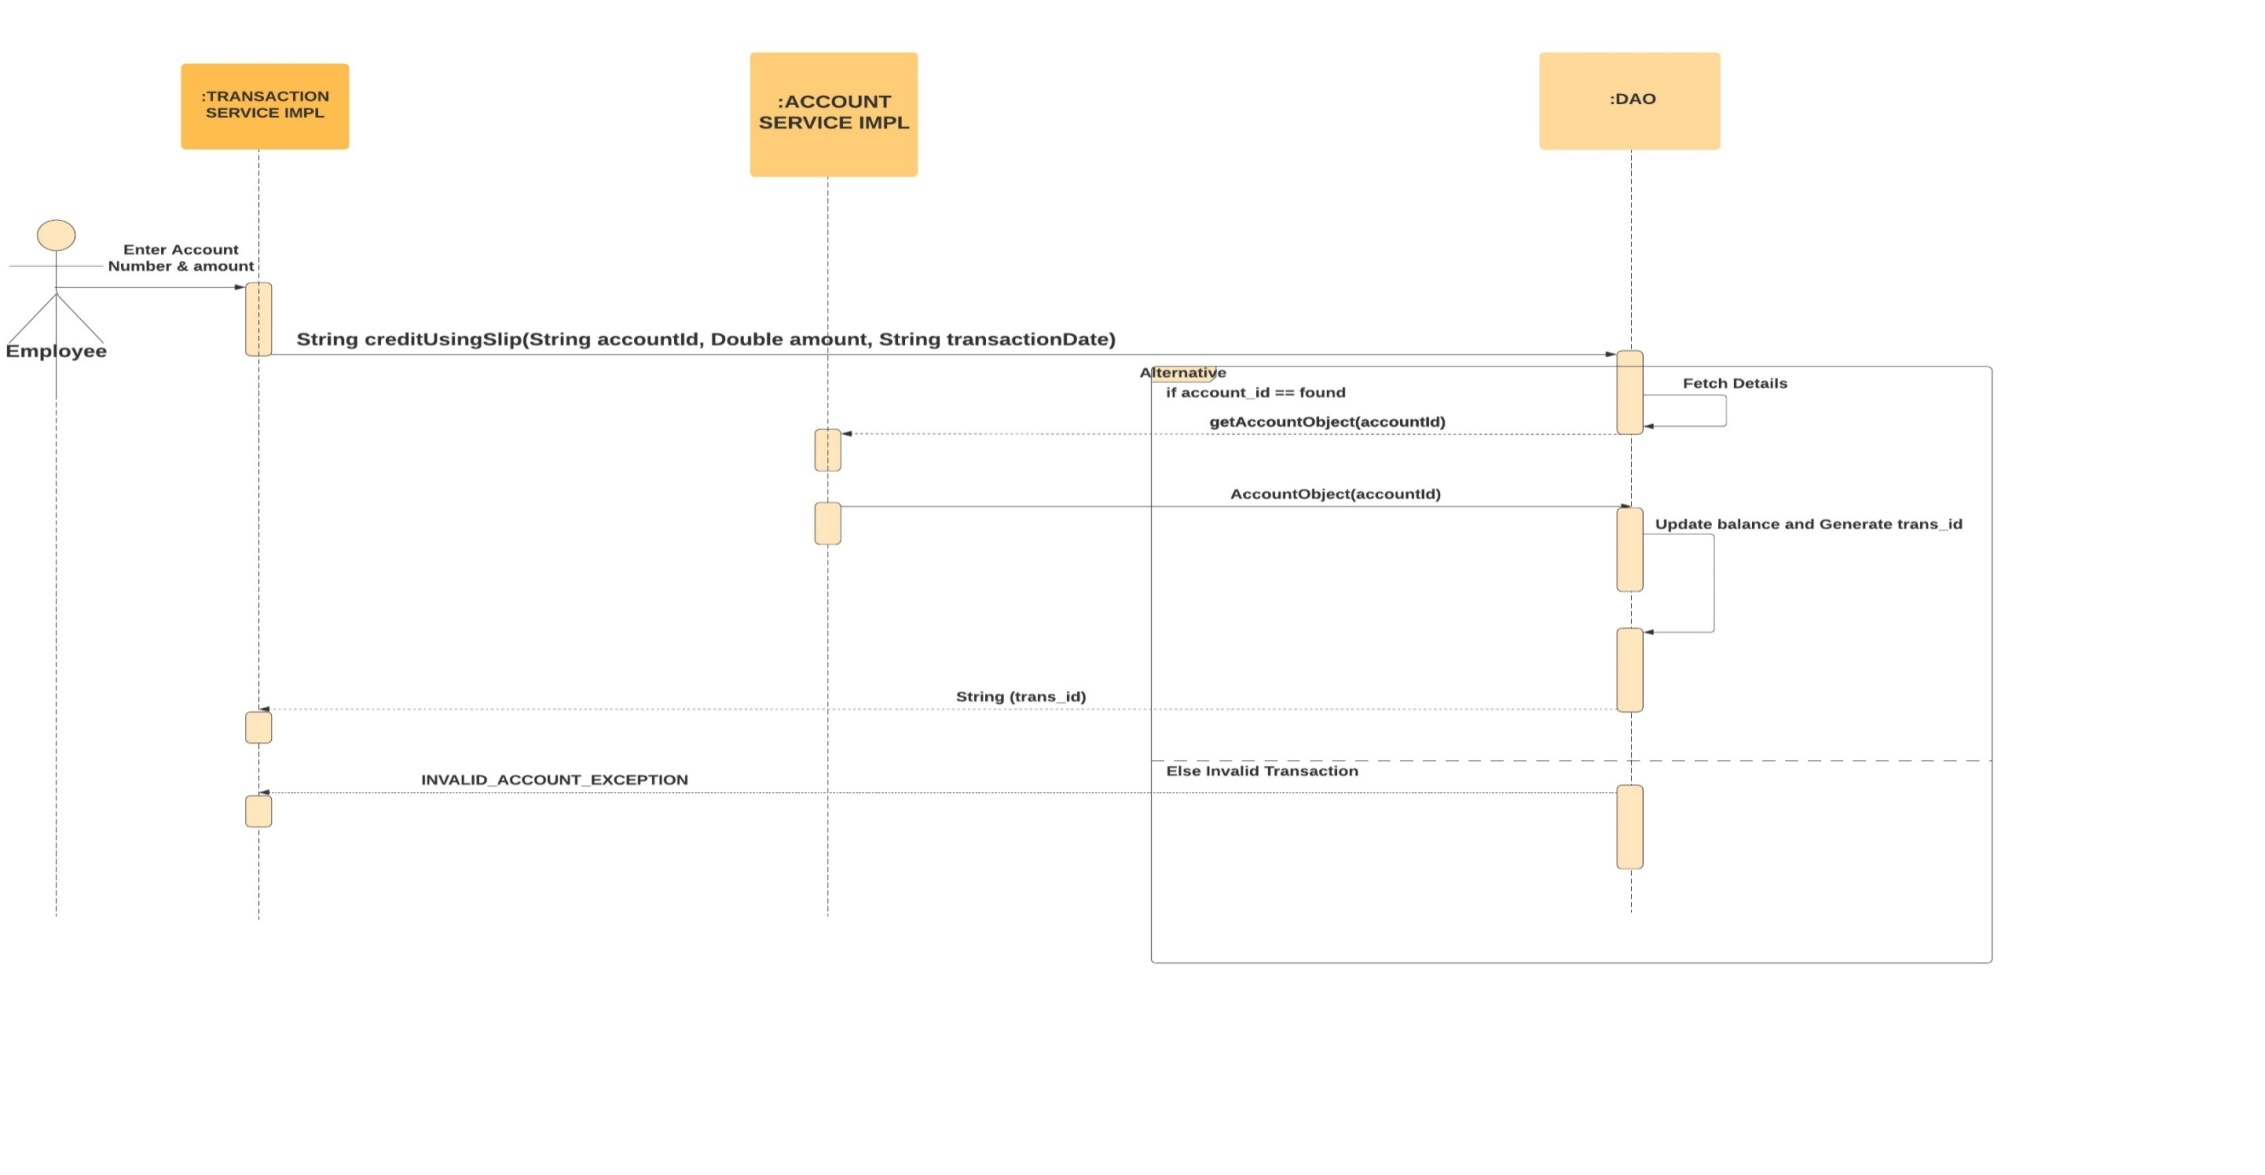 :TRANSACTION
SERVICE IMPL
:ACCOUNT
SERVICE IMPL
:DAO
Enter Account
Number & amount
Employee
String creditUsingSlip(String accountId, Double amount, String transactionDate)
Alternative
if account_id == found
Fetch Details
getAccountObject(accountId)
AccountObject(accountId)
Update balance and Generate trans_id
String (trans_id)
Else Invalid Transaction
INVALID_ACCOUNT_EXCEPTION